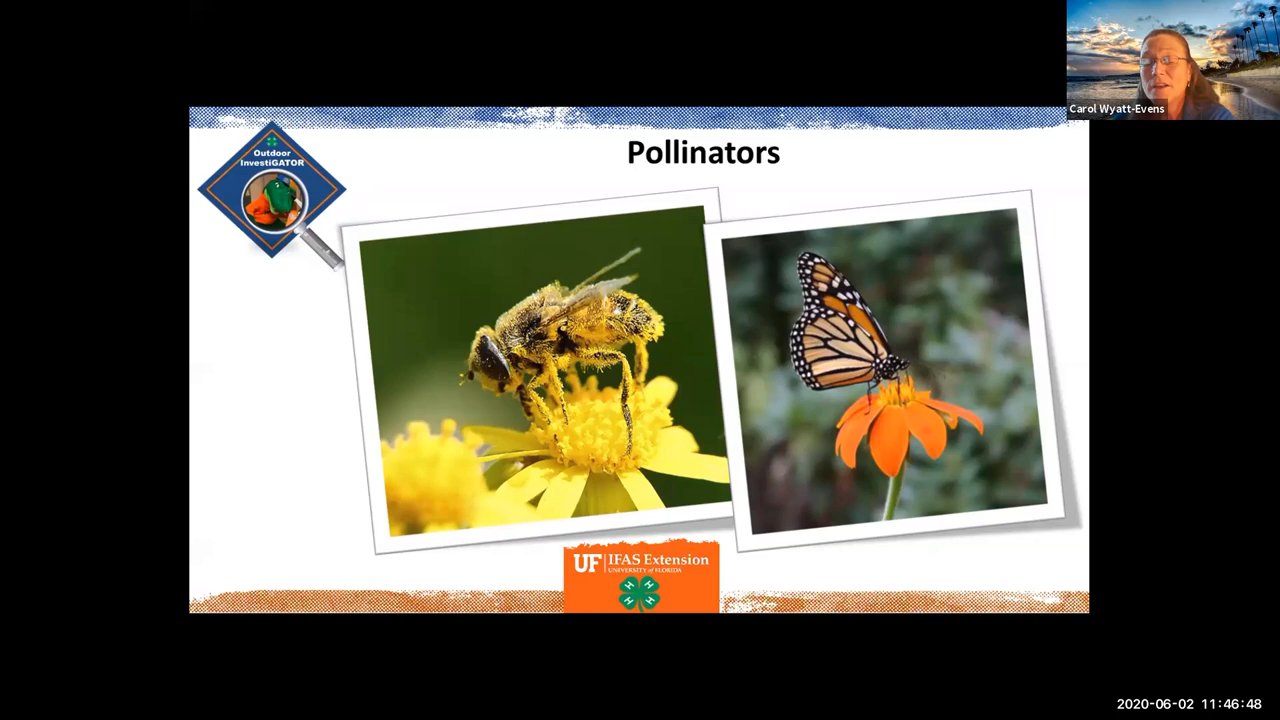 Carol Wyatt-Evens
Pollinators
Outdoor
InvestiGATOR
UF IFAS Extension
UNIVERSITY of FLORIDA
H H
H H
2020-06-02 11:46:48